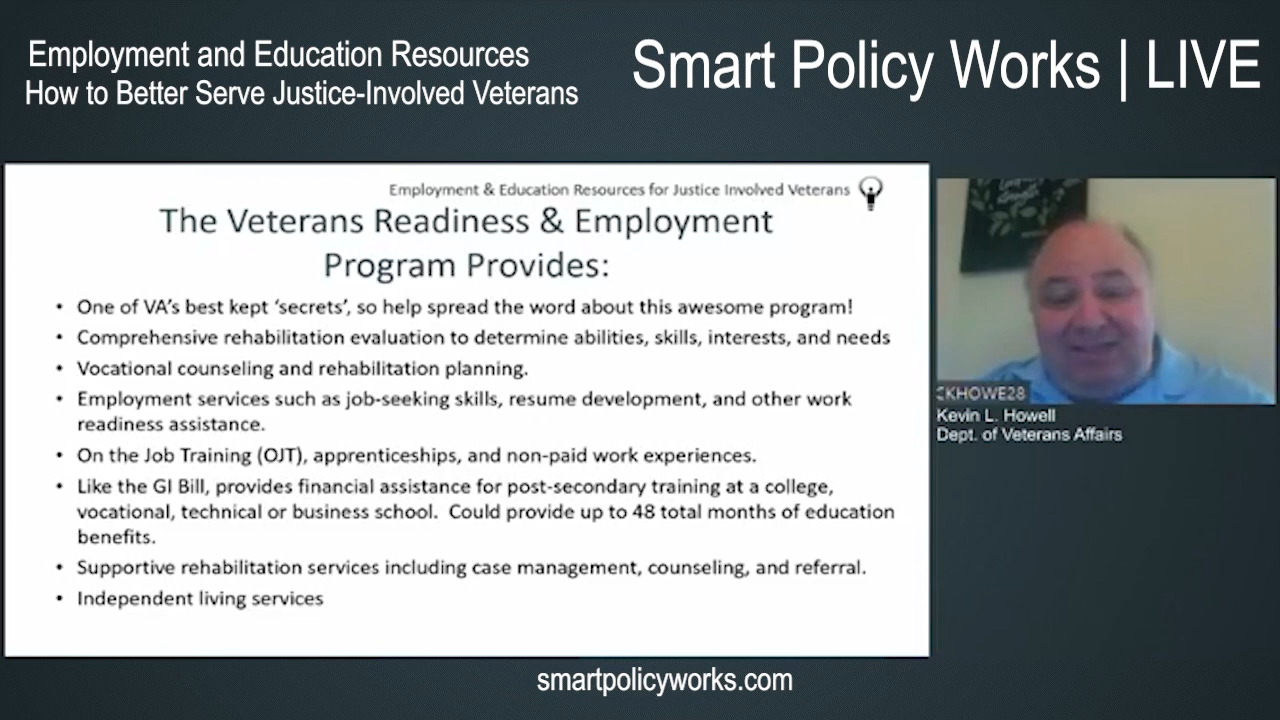 Employment and Education Resources
How to Better Serve Justice-Involved Veterans
Smart Policy Works | LIVE
Employment & Education Resources for Justice Involved Veterans
The Veterans Readiness & Employment
Program Provides:
• One of VA's best kept 'secrets', so help spread the word about this awesome program!
• Comprehensive rehabilitation evaluation to determine abilities, skills, interests, and needs
• Vocational counseling and rehabilitation planning.
• Employment services such as job-seeking skills, resume development, and other work
readiness assistance.
• On the Job Training (OJT), apprenticeships, and non-paid work experiences.
• Like the GI Bill, provides financial assistance for post-secondary training at a college,
vocational, technical or business school.  Could provide up to 48 total months of education
benefits.
• Supportive rehabilitation services including case management, counseling, and referral.
• Independent living services
CKHOWE28
Kevin L. Howell
Dept. of Veterans Affairs
smartpolicyworks.com